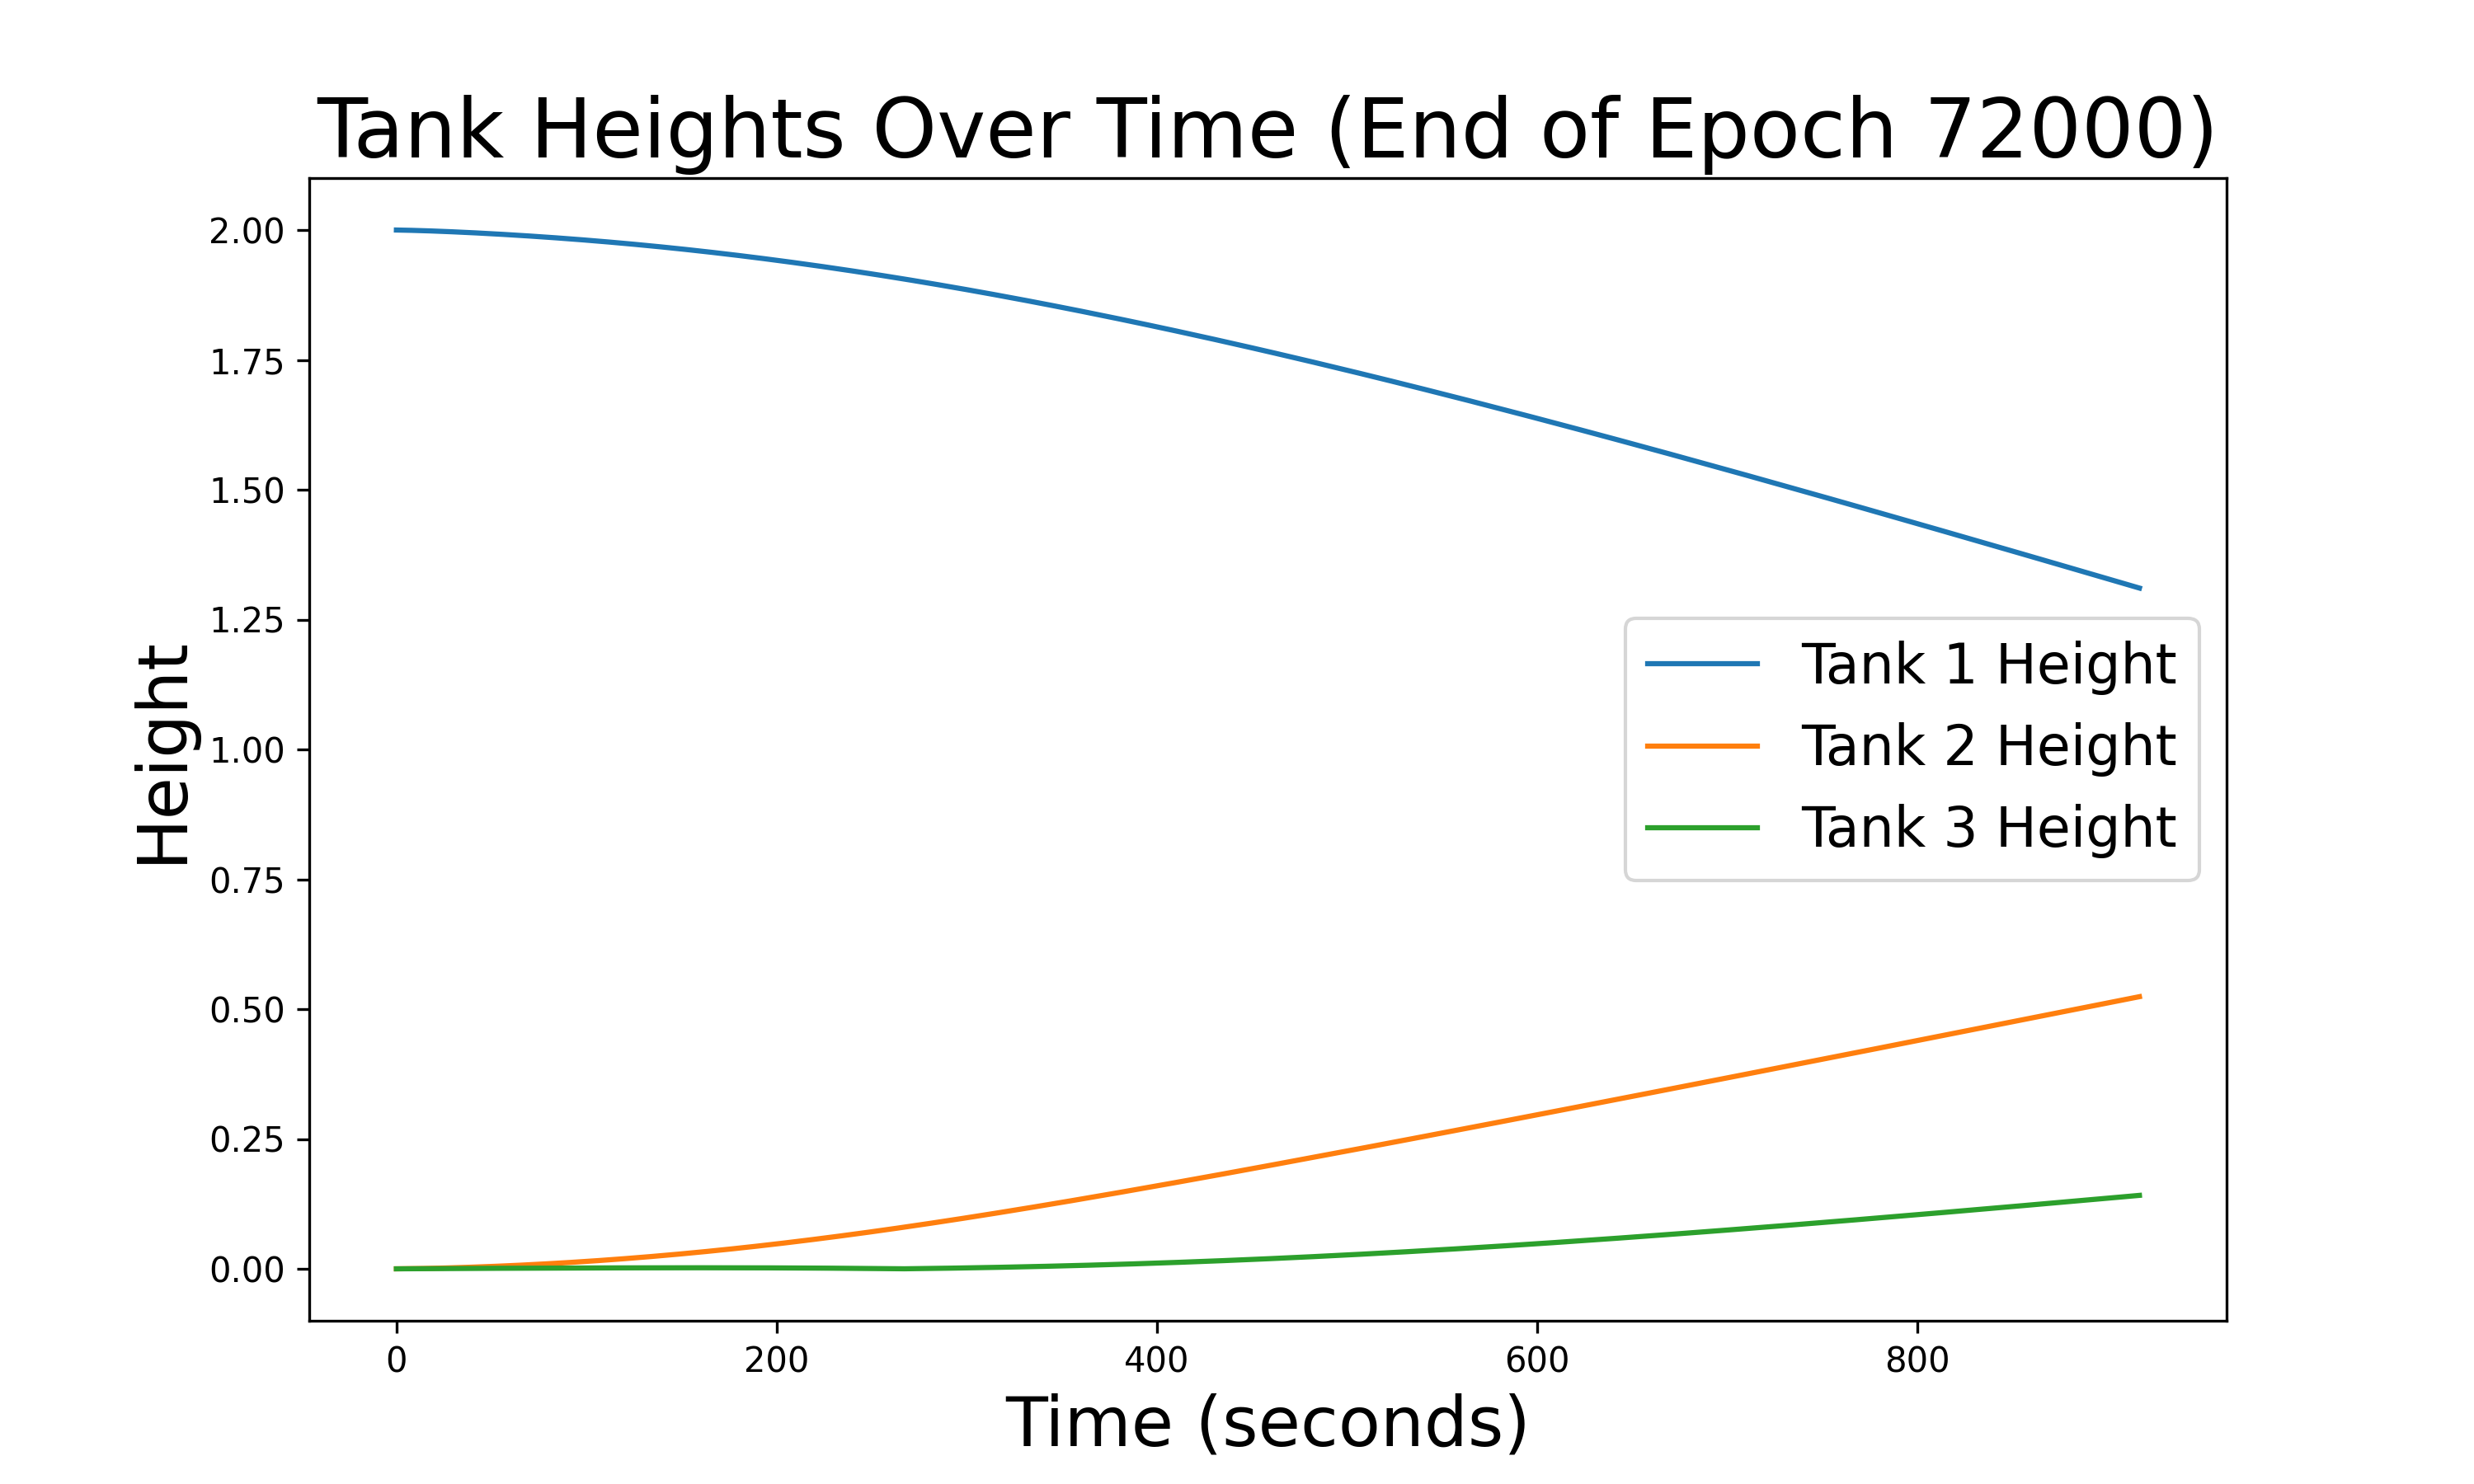 Tank Heights Over Time (End of Epoch 72000)
2.00
1.75
1.50
1.25
1.00
0.75
0.50
0.25
0.00
Height
Tank 1 Height
Tank 2 Height
Tank 3 Height
0 200 400 600 800
Time (seconds)